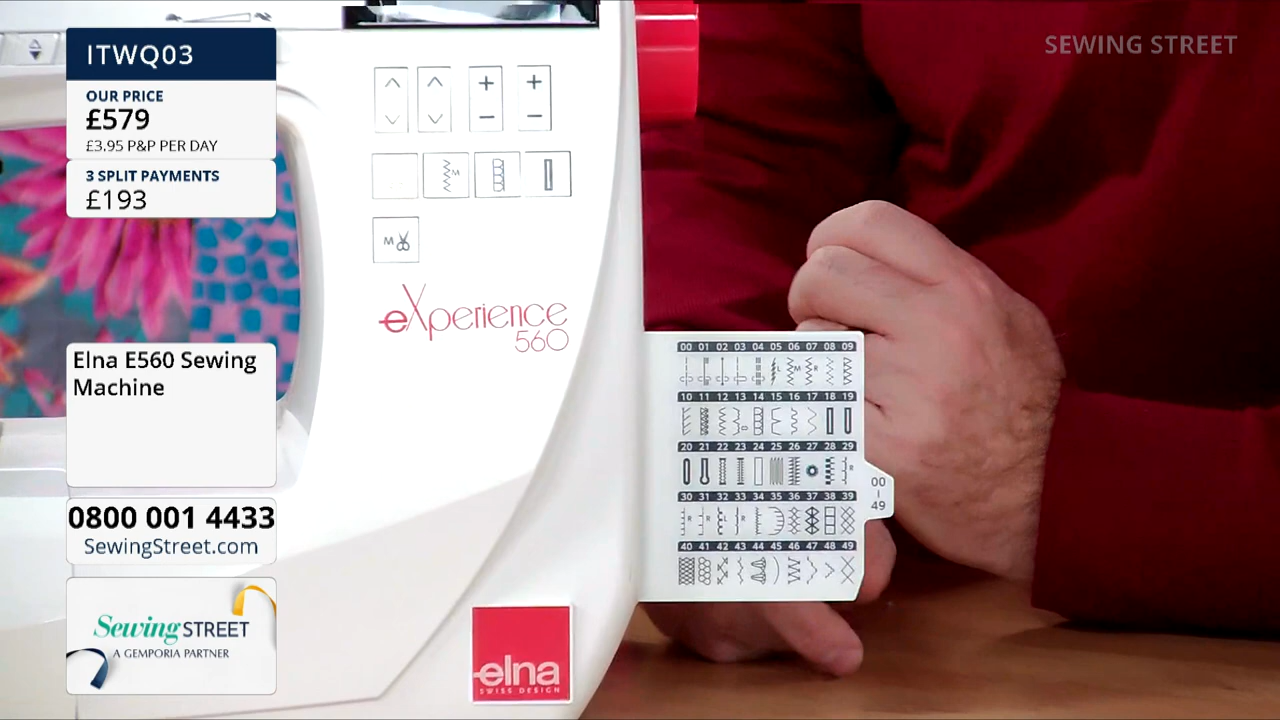 ITWQ03
OUR PRICE
£579
£3.95 P&P PER DAY
3 SPLIT PAYMENTS
£193
Elna E560 Sewing
Machine
0800 001 4433
SewingStreet.com
Sewing STREET
A GEMPORIA PARTNER
SEWING STREET
M
M
eXperience
560
elna
SWISS DESIGN
00 01 02 03 04 05 06 07 08 09
L M R
10 11 12 13 14 15 16 17 18 19
20 21 22 23 24 25 26 27 28 29
R
30 31 32 33 34 35 36 37 38 39
R R L R
40 41 42 43 44 45 46 47 48 49
00
49